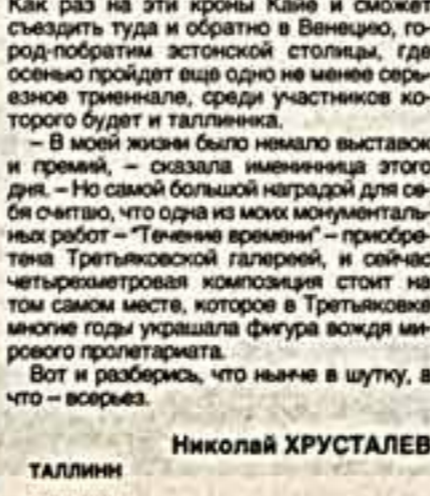 Как раз на эти кроны Кайе и сможет
съездить туда и обратно в Венецию, го-
род-побратим эстонской столицы, где
осенью пройдет еще одно не менее серь-
езное триеннале, среди участников ко-
торого будет и таллиннка.
– В моей жизни было немало выставок
и премий, – сказала именинница этого
дня. – Но самой большой наградой для се-
бя считаю, что одна из моих монументаль-
ных работ – "Течение времени" – приобре-
тена Третьяковской галереей, и сейчас
четырехметровая композиция стоит на
том самом месте, которое в Третьяковке
многие годы украшала фигура вождя ми-
рового пролетариата.
Вот и разберись, что нынче в шутку, а
что – всерьез.
Николай ХРУСТАЛЕВ
ТАЛЛИНН